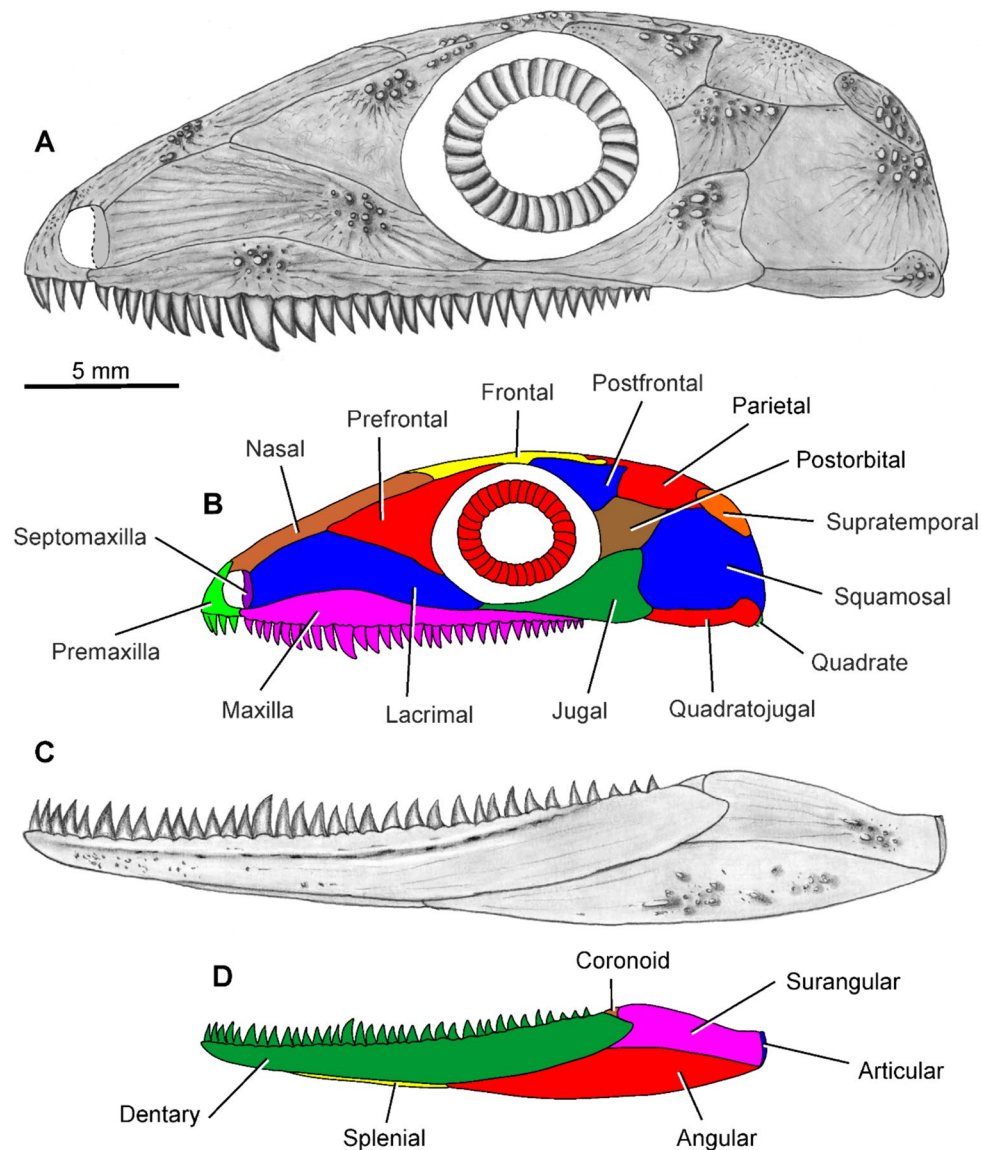 A
5 mm
Postfrontal
Frontal
Parietal
Prefrontal
Nasal
Postorbital
B
Septomaxilla
Supratemporal
Squamosal
Premaxilla
Quadrate
Maxilla
Lacrimal
Jugal
Quadratojugal
C
D
Coronoid
Surangular
Articular
Dentary
Splenial
Angular